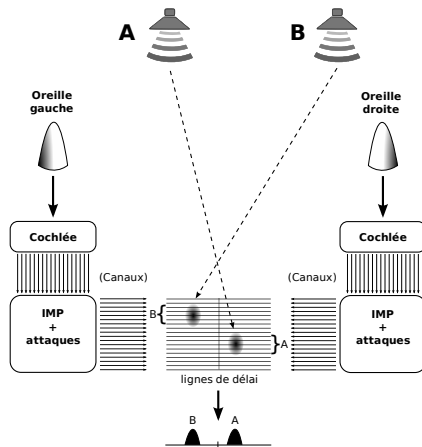 A
B
Oreille
gauche
Oreille
droite
Cochlée
Cochlée
(Canaux)
(Canaux)
IMP
+
attaques
B
A
IMP
+
attaques
lignes de délai
B
A